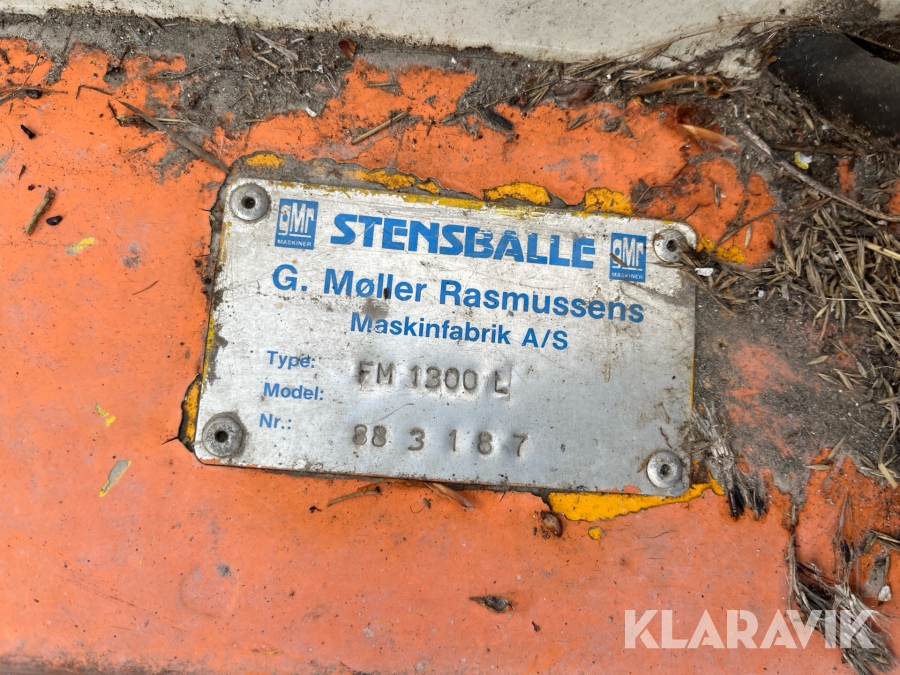 GMr MASKINER STENSBALLE GMr MASKINER
G. Møller Rasmussens
Maskinfabrik A/S
Type: FM 1300 L
Model:
Nr.: 88 3 187
KLARAVIK